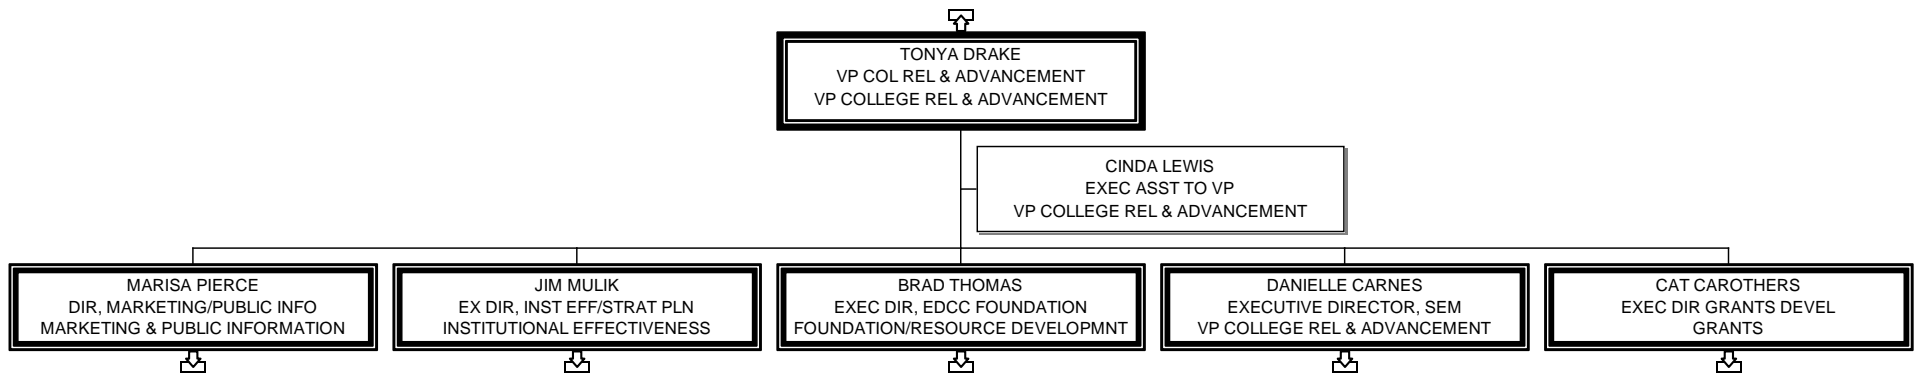 TONYA DRAKE
VP COL REL & ADVANCEMENT
VP COLLEGE REL & ADVANCEMENT
CINDA LEWIS
EXEC ASST TO VP
VP COLLEGE REL & ADVANCEMENT
MARISA PIERCE
DIR, MARKETING/PUBLIC INFO
MARKETING & PUBLIC INFORMATION
JIM MULIK
EX DIR, INST EFF/STRAT PLN
INSTITUTIONAL EFFECTIVENESS
BRAD THOMAS
EXEC DIR, EDCC FOUNDATION
FOUNDATION/RESOURCE DEVELOPMNT
DANIELLE CARNES
EXECUTIVE DIRECTOR, SEM
VP COLLEGE REL & ADVANCEMENT
CAT CAROTHERS
EXEC DIR GRANTS DEVEL
GRANTS